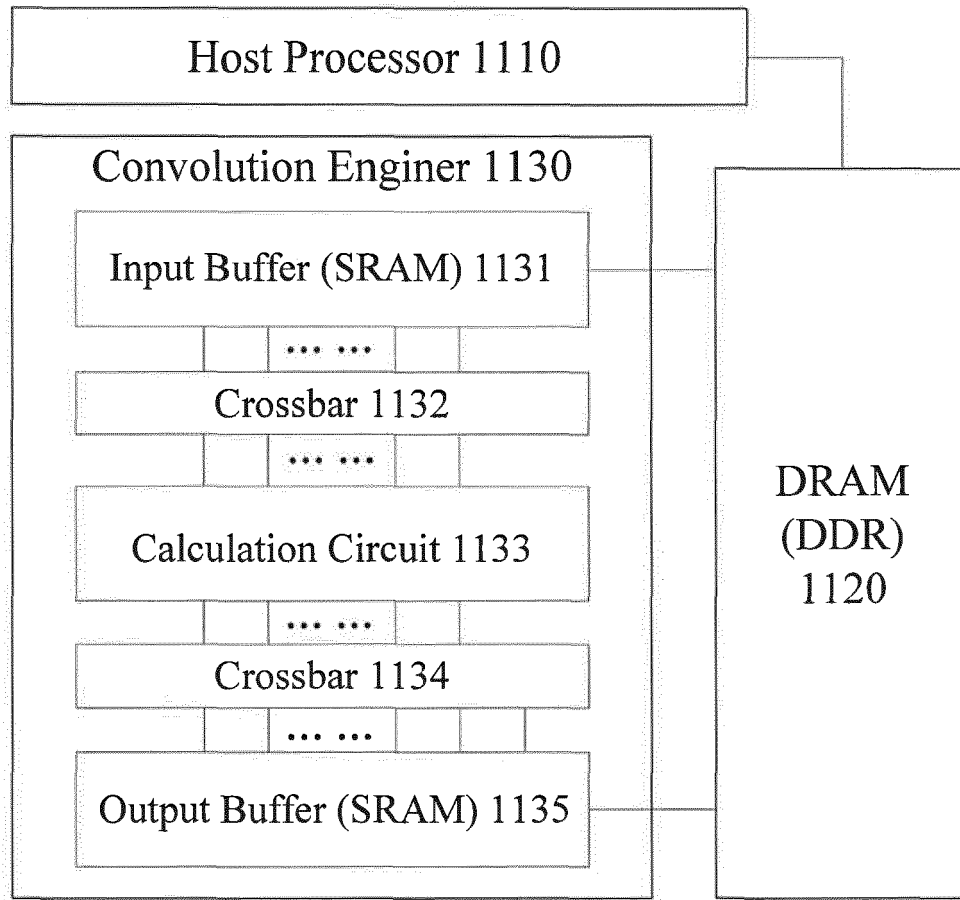 Host Processor 1110
Convolution Enginer 1130
Input Buffer (SRAM) 1131
... ...
Crossbar 1132
... ...
Calculation Circuit 1133
... ...
Crossbar 1134
... ...
Output Buffer (SRAM) 1135
DRAM
(DDR)
1120